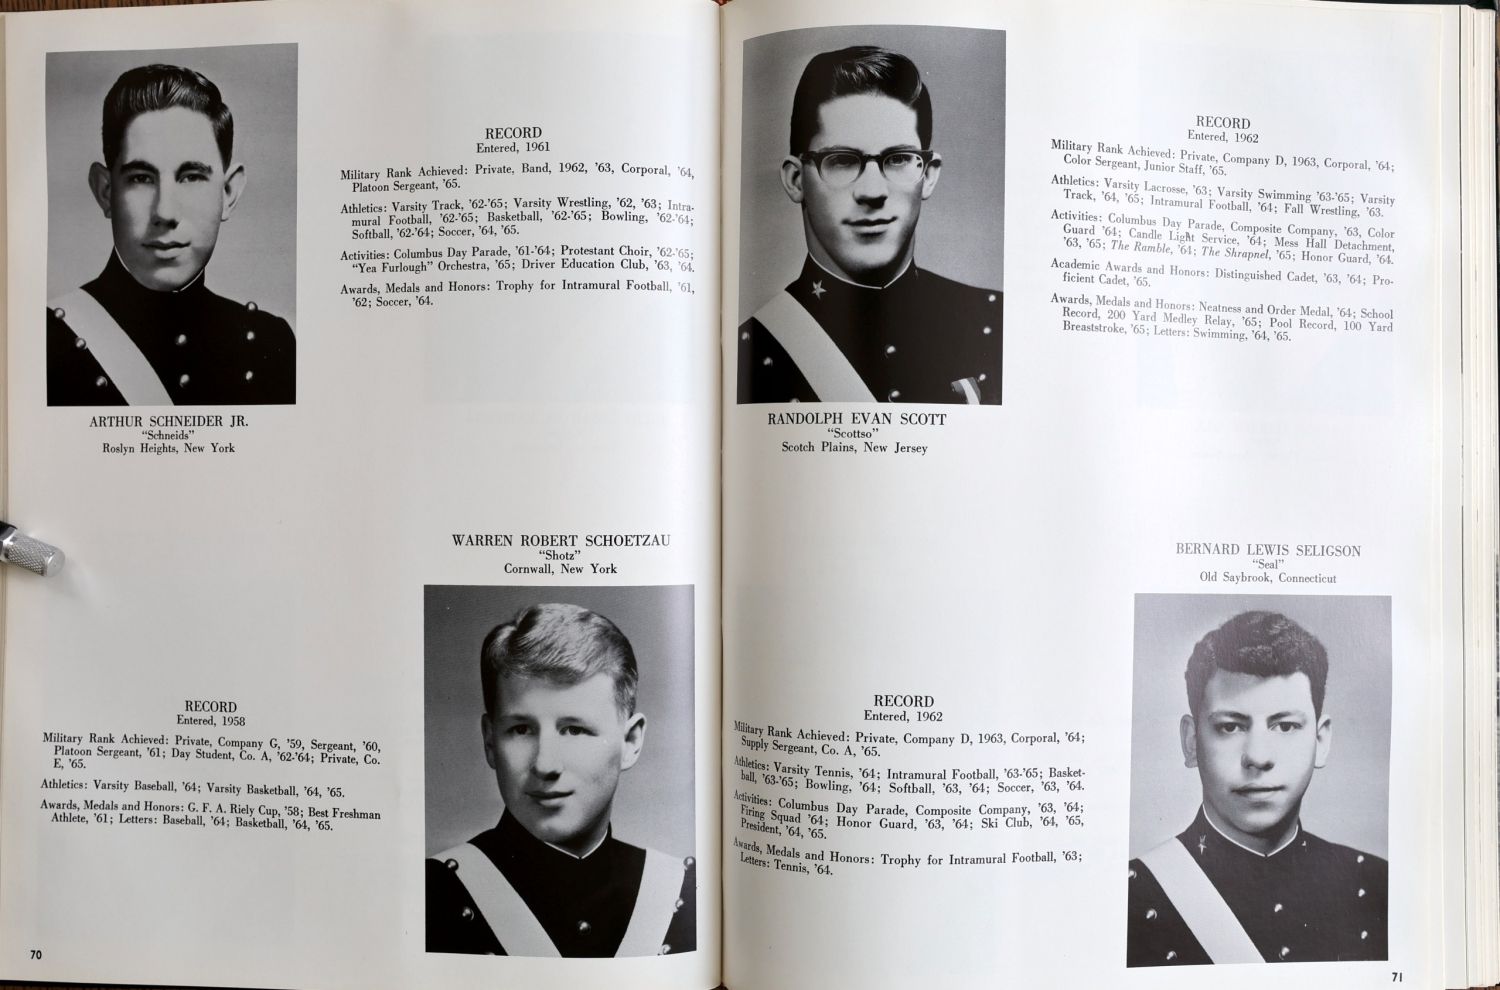 RECORD
Entered, 1961
Military Rank Achieved: Private, Band, 1962, '63, Corporal, '64,
Platoon Sergeant, '65.
Athletics: Varsity Track, '62-'65; Varsity Wrestling, '62, '63; Intra-
mural Football, '62-'65; Basketball, '62-'65; Bowling, '62-'64;
Softball, '62-'64; Soccer, '64, '65.
Activities: Columbus Day Parade, '61-'64; Protestant Choir, '62-'65;
“Yea Furlough” Orchestra, '65; Driver Education Club, '63, '64.
Awards, Medals and Honors: Trophy for Intramural Football, '61,
'62; Soccer, '64.
ARTHUR SCHNEIDER JR.
“Schneids”
Roslyn Heights, New York
WARREN ROBERT SCHOETZAU
“Shotz”
Cornwall, New York
RECORD
Entered, 1958
Military Rank Achieved: Private, Company G, '59, Sergeant, '60,
Platoon Sergeant, '61; Day Student, Co. A, '62-'64; Private, Co.
E, '65.
Athletics: Varsity Baseball, '64; Varsity Basketball, '64, '65.
Awards, Medals and Honors: G. F. A. Riely Cup, '58; Best Freshman
Athlete, '61; Letters: Baseball, '64; Basketball, '64, '65.
70
RECORD
Entered, 1962
Military Rank Achieved: Private, Company D, 1963, Corporal, '64;
Color Sergeant, Junior Staff, '65.
Athletics: Varsity Lacrosse, '63; Varsity Swimming '63-'65; Varsity
Track, '64, '65; Intramural Football, '64; Fall Wrestling, '63.
Activities: Columbus Day Parade, Composite Company, '63, Color
Guard '64; Candle Light Service, '64; Mess Hall Detachment,
'63, '65; The Ramble, '64; The Shrapnel, '65; Honor Guard, '64.
Academic Awards and Honors: Distinguished Cadet, '63, '64; Pro-
ficient Cadet, '65.
Awards, Medals and Honors: Neatness and Order Medal, '64; School
Record, 200 Yard Medley Relay, '65; Pool Record, 100 Yard
Breaststroke, '65; Letters: Swimming, '64, '65.
RANDOLPH EVAN SCOTT
“Scottso”
Scotch Plains, New Jersey
BERNARD LEWIS SELIGSON
“Seal”
Old Saybrook, Connecticut
RECORD
Entered, 1962
Military Rank Achieved: Private, Company D, 1963, Corporal, '64;
Supply Sergeant, Co. A, '65.
Athletics: Varsity Tennis, '64; Intramural Football, '63-'65; Basket-
ball, '63-'65; Bowling, '64; Softball, '63, '64; Soccer, '63, '64.
Activities: Columbus Day Parade, Composite Company, '63, '64;
Firing Squad '64; Honor Guard, '63, '64; Ski Club, '64, '65,
President, '64, '65.
Awards, Medals and Honors: Trophy for Intramural Football, '63;
Letters: Tennis, '64.
71